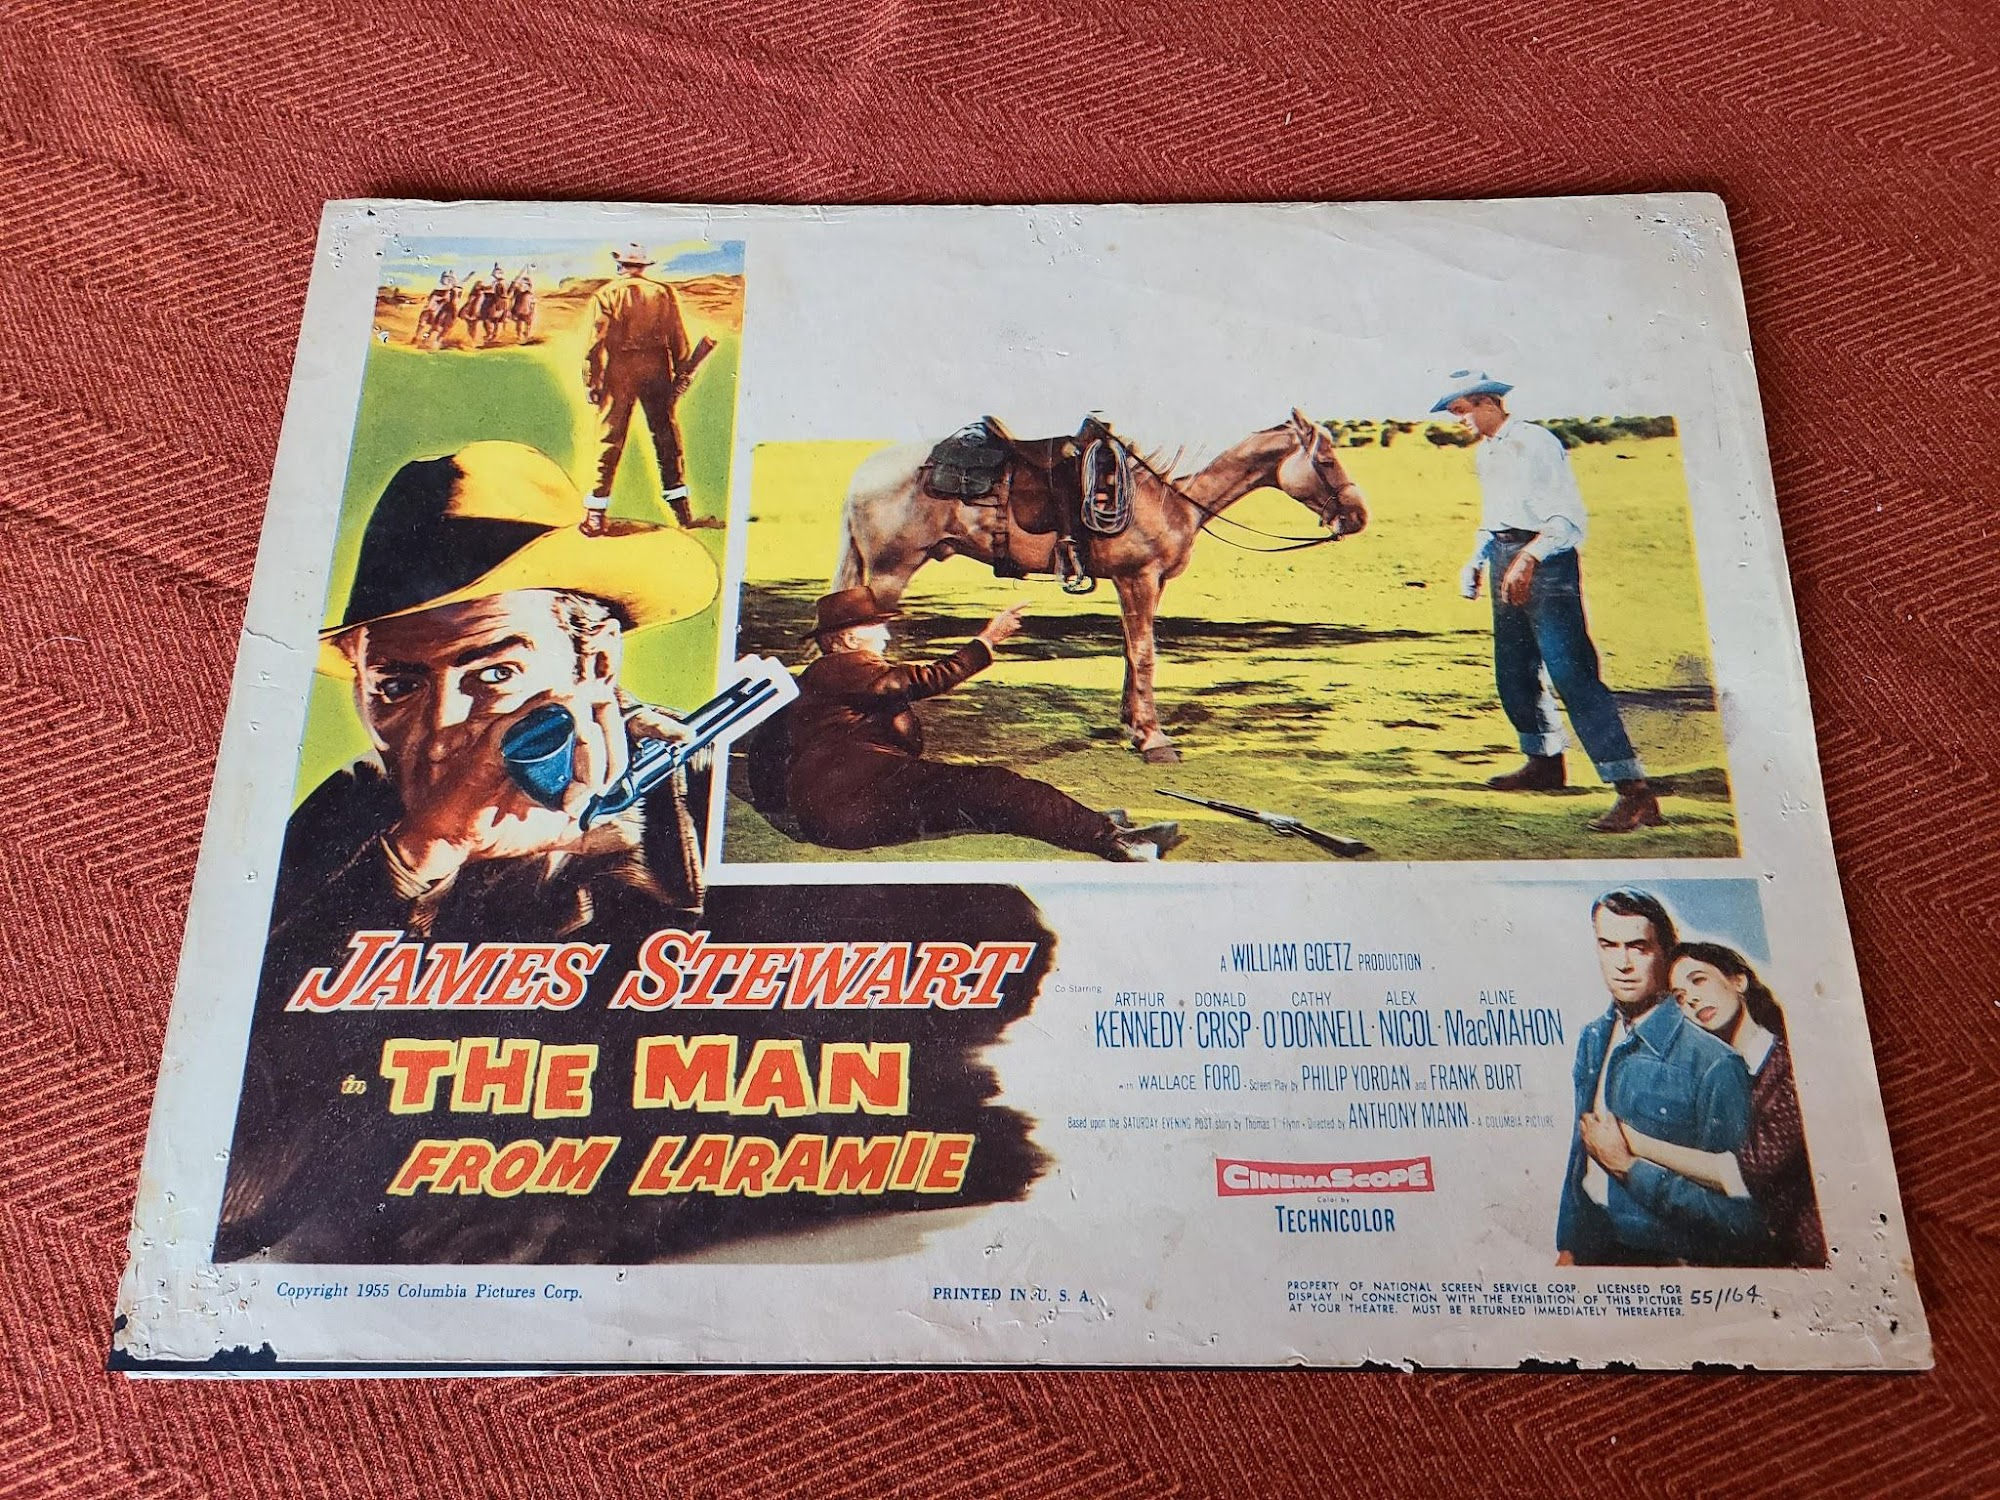 JAMES STEWART
in THE MAN
FROM LARAMIE
A WILLIAM GOETZ PRODUCTION
Co Starring
ARTHUR DONALD CATHY ALEX ALINE
KENNEDY · CRISP · O'DONNELL · NICOL · MacMAHON
with WALLACE FORD · Screen Play by PHILIP YORDAN and FRANK BURT
Based upon the SATURDAY EVENING POST story by Thomas T. Flynn · Directed by ANTHONY MANN · A COLUMBIA PICTURE
CINEMASCOPE
Color by
TECHNICOLOR
Copyright 1955 Columbia Pictures Corp.
PRINTED IN U. S. A.
PROPERTY OF NATIONAL SCREEN SERVICE CORP. LICENSED FOR
DISPLAY IN CONNECTION WITH THE EXHIBITION OF THIS PICTURE
AT YOUR THEATRE. MUST BE RETURNED IMMEDIATELY THEREAFTER.
55/164